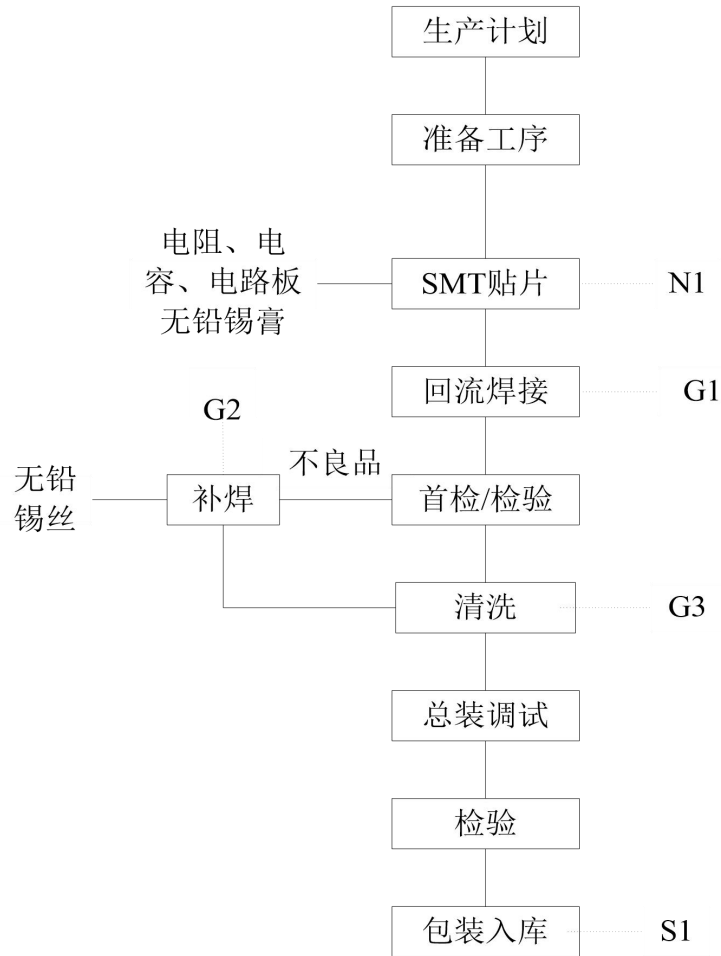 生产计划
准备工序
电阻、电
容、电路板
无铅锡膏
SMT贴片
N1
回流焊接
G1
G2
不良品
无铅
锡丝
补焊
首检/检验
清洗
G3
总装调试
检验
包装入库
S1